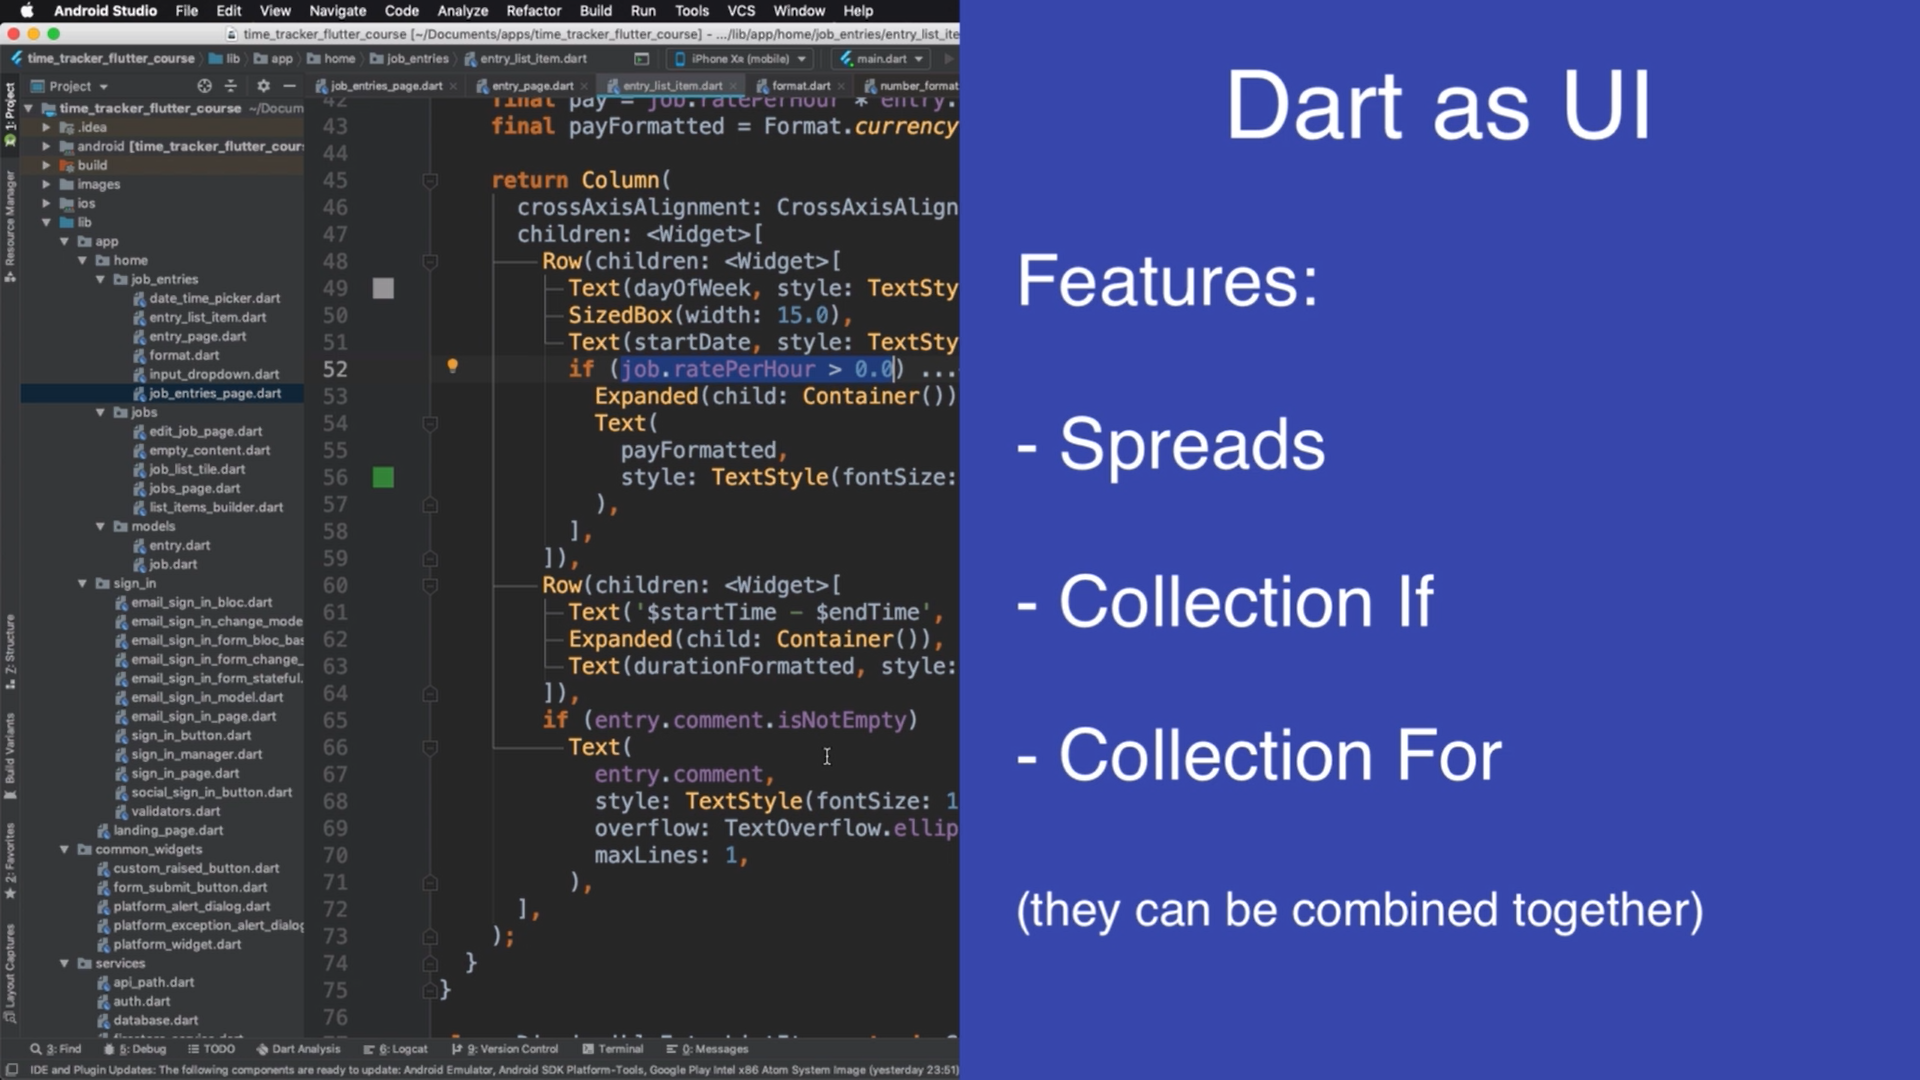 Android Studio File Edit View Navigate Code Analyze Refactor Build Run Tools VCS Window Help
time_tracker_flutter_course [~/Documents/apps/time_tracker_flutter_course] - .../lib/app/home/job_entries/entry_list_ite
time_tracker_flutter_course lib app home job_entries entry_list_item.dart iPhone Xʀ (mobile) main.dart
Project
job_entries_page.dart entry_page.dart entry_list_item.dart format.dart number_format
1: Project
Resource Manager
Z: Structure
Build Variants
2: Favorites
Layout Captures
time_tracker_flutter_course ~/Docum
.idea
android [time_tracker_flutter_cour
build
images
ios
lib
app
home
job_entries
date_time_picker.dart
entry_list_item.dart
entry_page.dart
format.dart
input_dropdown.dart
job_entries_page.dart
jobs
edit_job_page.dart
empty_content.dart
job_list_tile.dart
jobs_page.dart
list_items_builder.dart
models
entry.dart
job.dart
sign_in
email_sign_in_bloc.dart
email_sign_in_change_mode
email_sign_in_form_bloc_bas
email_sign_in_form_change_
email_sign_in_form_stateful.
email_sign_in_model.dart
email_sign_in_page.dart
sign_in_button.dart
sign_in_manager.dart
sign_in_page.dart
social_sign_in_button.dart
validators.dart
landing_page.dart
common_widgets
custom_raised_button.dart
form_submit_button.dart
platform_alert_dialog.dart
platform_exception_alert_dialog
platform_widget.dart
services
api_path.dart
auth.dart
database.dart
42 final pay = job.ratePerHour * entry.
43 final payFormatted = Format.currency
44
45 return Column(
46 crossAxisAlignment: CrossAxisAlign
47 children: <Widget>[
48 Row(children: <Widget>[
49 Text(dayOfWeek, style: TextSty
50 SizedBox(width: 15.0),
51 Text(startDate, style: TextSty
52 if (job.ratePerHour > 0.0) ...
53 Expanded(child: Container())
54 Text(
55 payFormatted,
56 style: TextStyle(fontSize:
57 ),
58 ],
59 ]),
60 Row(children: <Widget>[
61 Text('$startTime - $endTime',
62 Expanded(child: Container()),
63 Text(durationFormatted, style:
64 ]),
65 if (entry.comment.isNotEmpty)
66 Text(
67 entry.comment,
68 style: TextStyle(fontSize: 1
69 overflow: TextOverflow.ellip
70 maxLines: 1,
71 ),
72 ],
73 );
74 }
75 }
76
3: Find 5: Debug TODO Dart Analysis 6: Logcat 9: Version Control Terminal 0: Messages
IDE and Plugin Updates: The following components are ready to update: Android Emulator, Android SDK Platform-Tools, Google Play Intel x86 Atom System Image (yesterday 23:51)
Dart as UI
Features:
- Spreads
- Collection If
- Collection For
(they can be combined together)